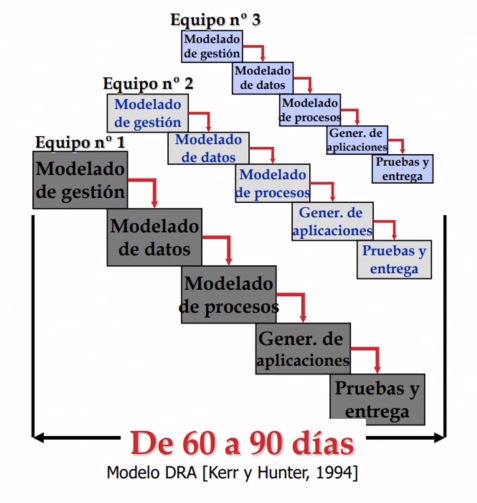 Equipo nº 3
Modelado
de gestión
Modelado
de datos
Modelado
de procesos
Gener. de
aplicaciones
Pruebas y
entrega
Equipo nº 2
Modelado
de gestión
Modelado
de datos
Modelado
de procesos
Gener. de
aplicaciones
Pruebas y
entrega
Equipo nº 1
Modelado
de gestión
Modelado
de datos
Modelado
de procesos
Gener. de
aplicaciones
Pruebas y
entrega
De 60 a 90 días
Modelo DRA [Kerr y Hunter, 1994]